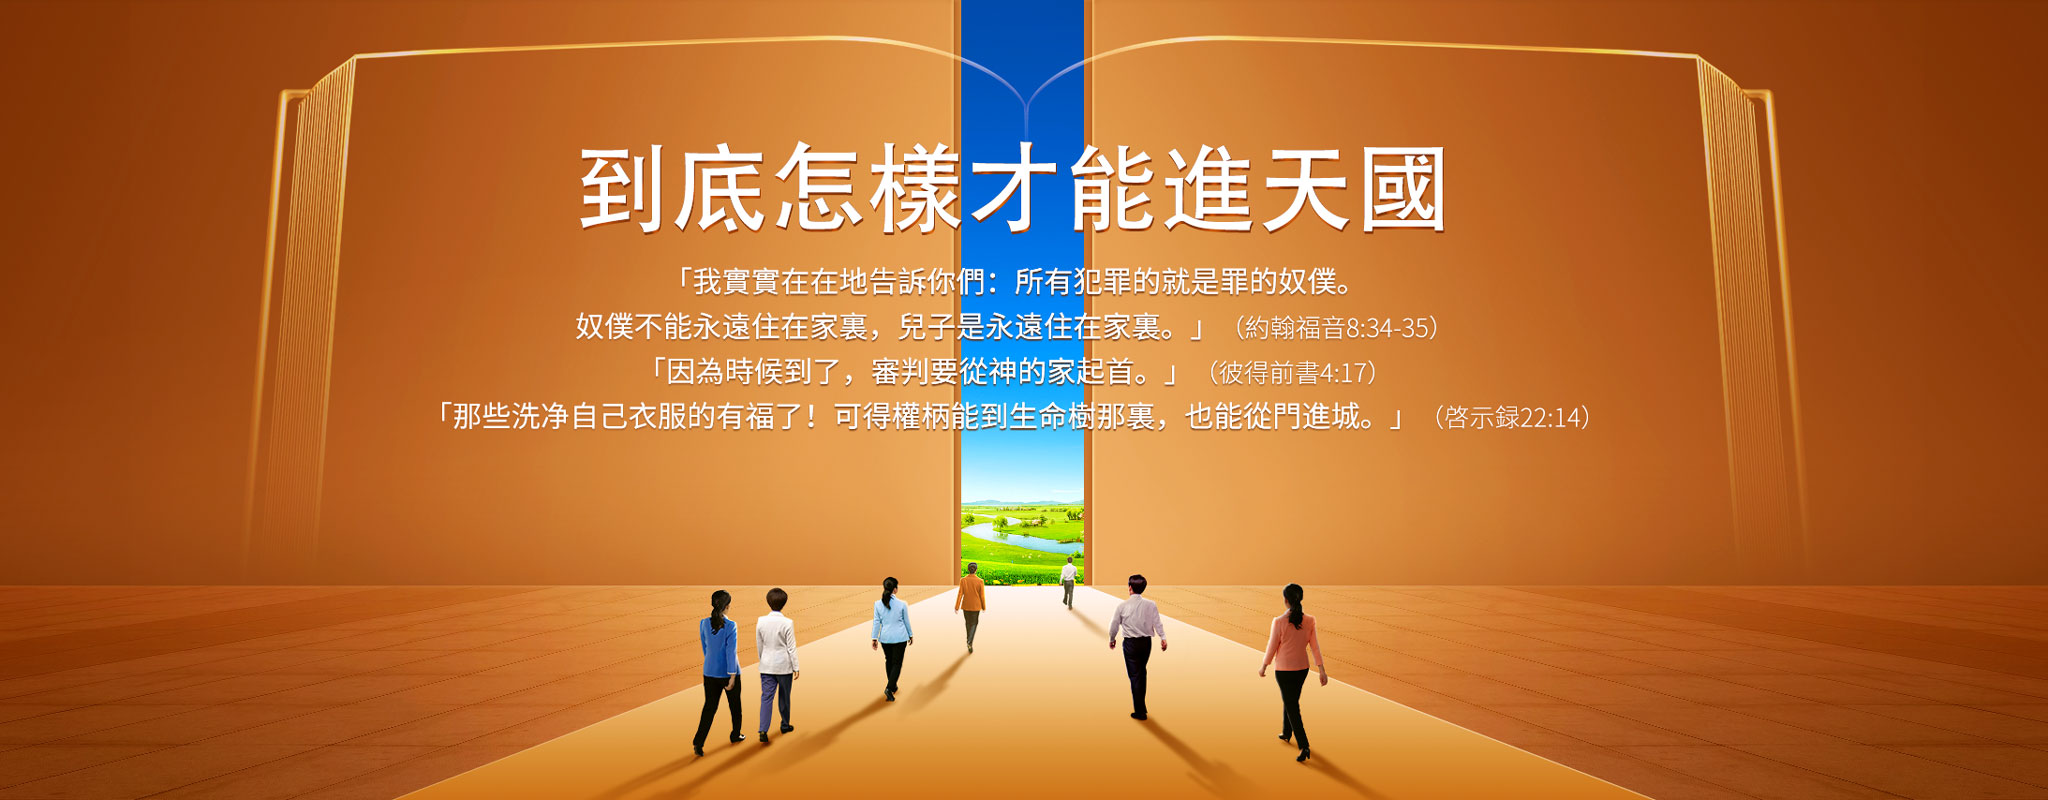 到底怎樣才能進天國
「我實實在在地告訴你們：所有犯罪的就是罪的奴僕。
奴僕不能永遠住在家裏，兒子是永遠住在家裏。」（約翰福音8:34-35）
「因為時候到了，審判要從神的家起首。」（彼得前書4:17）
「那些洗净自己衣服的有福了！可得權柄能到生命樹那裏，也能從門進城。」（啓示録22:14）